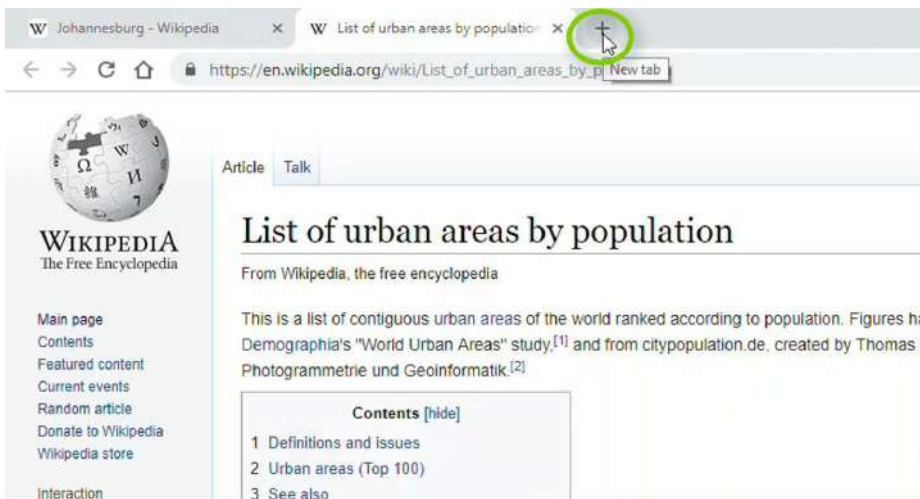 Johannesburg - Wikipedia
List of urban areas by population
https://en.wikipedia.org/wiki/List_of_urban_areas_by_p
New tab
Article Talk
WIKIPEDIA
The Free Encyclopedia
List of urban areas by population
From Wikipedia, the free encyclopedia
Main page
Contents
Featured content
Current events
Random article
Donate to Wikipedia
Wikipedia store
Interaction
This is a list of contiguous urban areas of the world ranked according to population. Figures ha
Demographia's "World Urban Areas" study,[1] and from citypopulation.de, created by Thomas
Photogrammetrie und Geoinformatik.[2]
Contents [hide]
1 Definitions and issues
2 Urban areas (Top 100)
3 See also